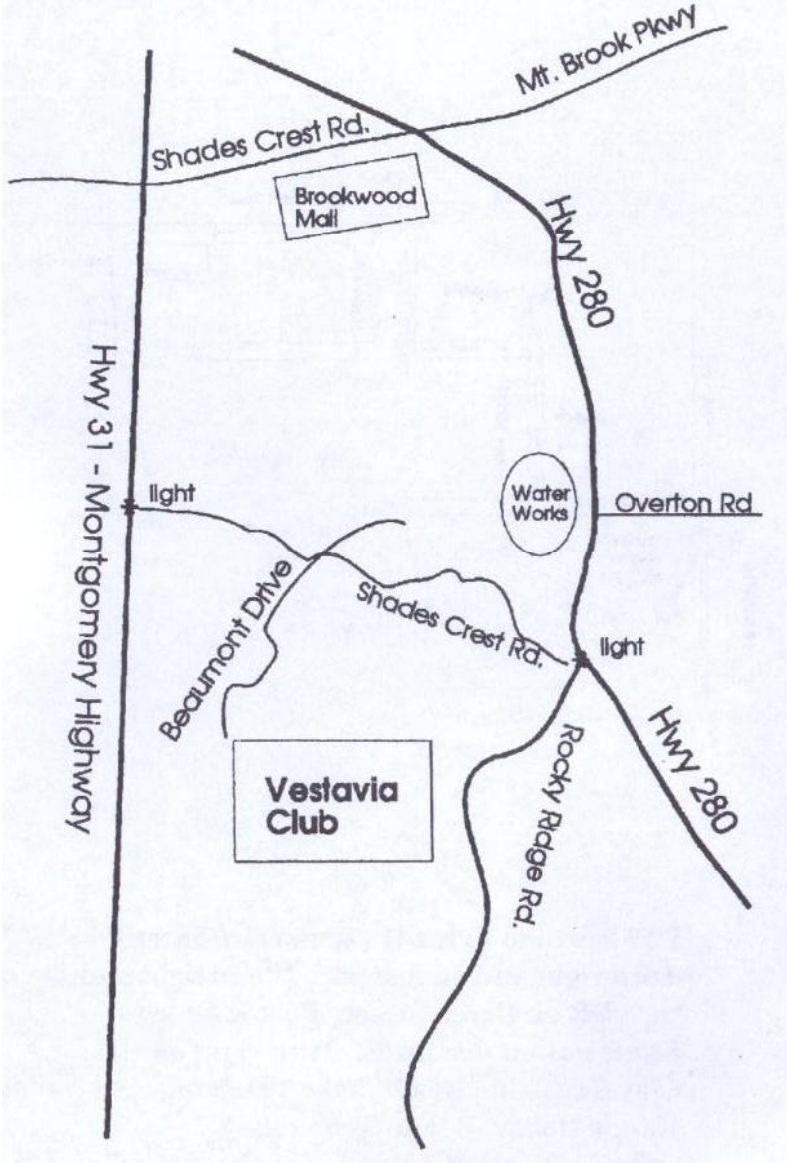 Mt. Brook Pkwy
Shades Crest Rd.
Brookwood
Mall
Hwy 280
Hwy 31 - Montgomery Highway
light
Water
Works
Overton Rd
Beaumont Drive
Shades Crest Rd.
light
Rocky Ridge Rd.
Hwy 280
Vestavia
Club